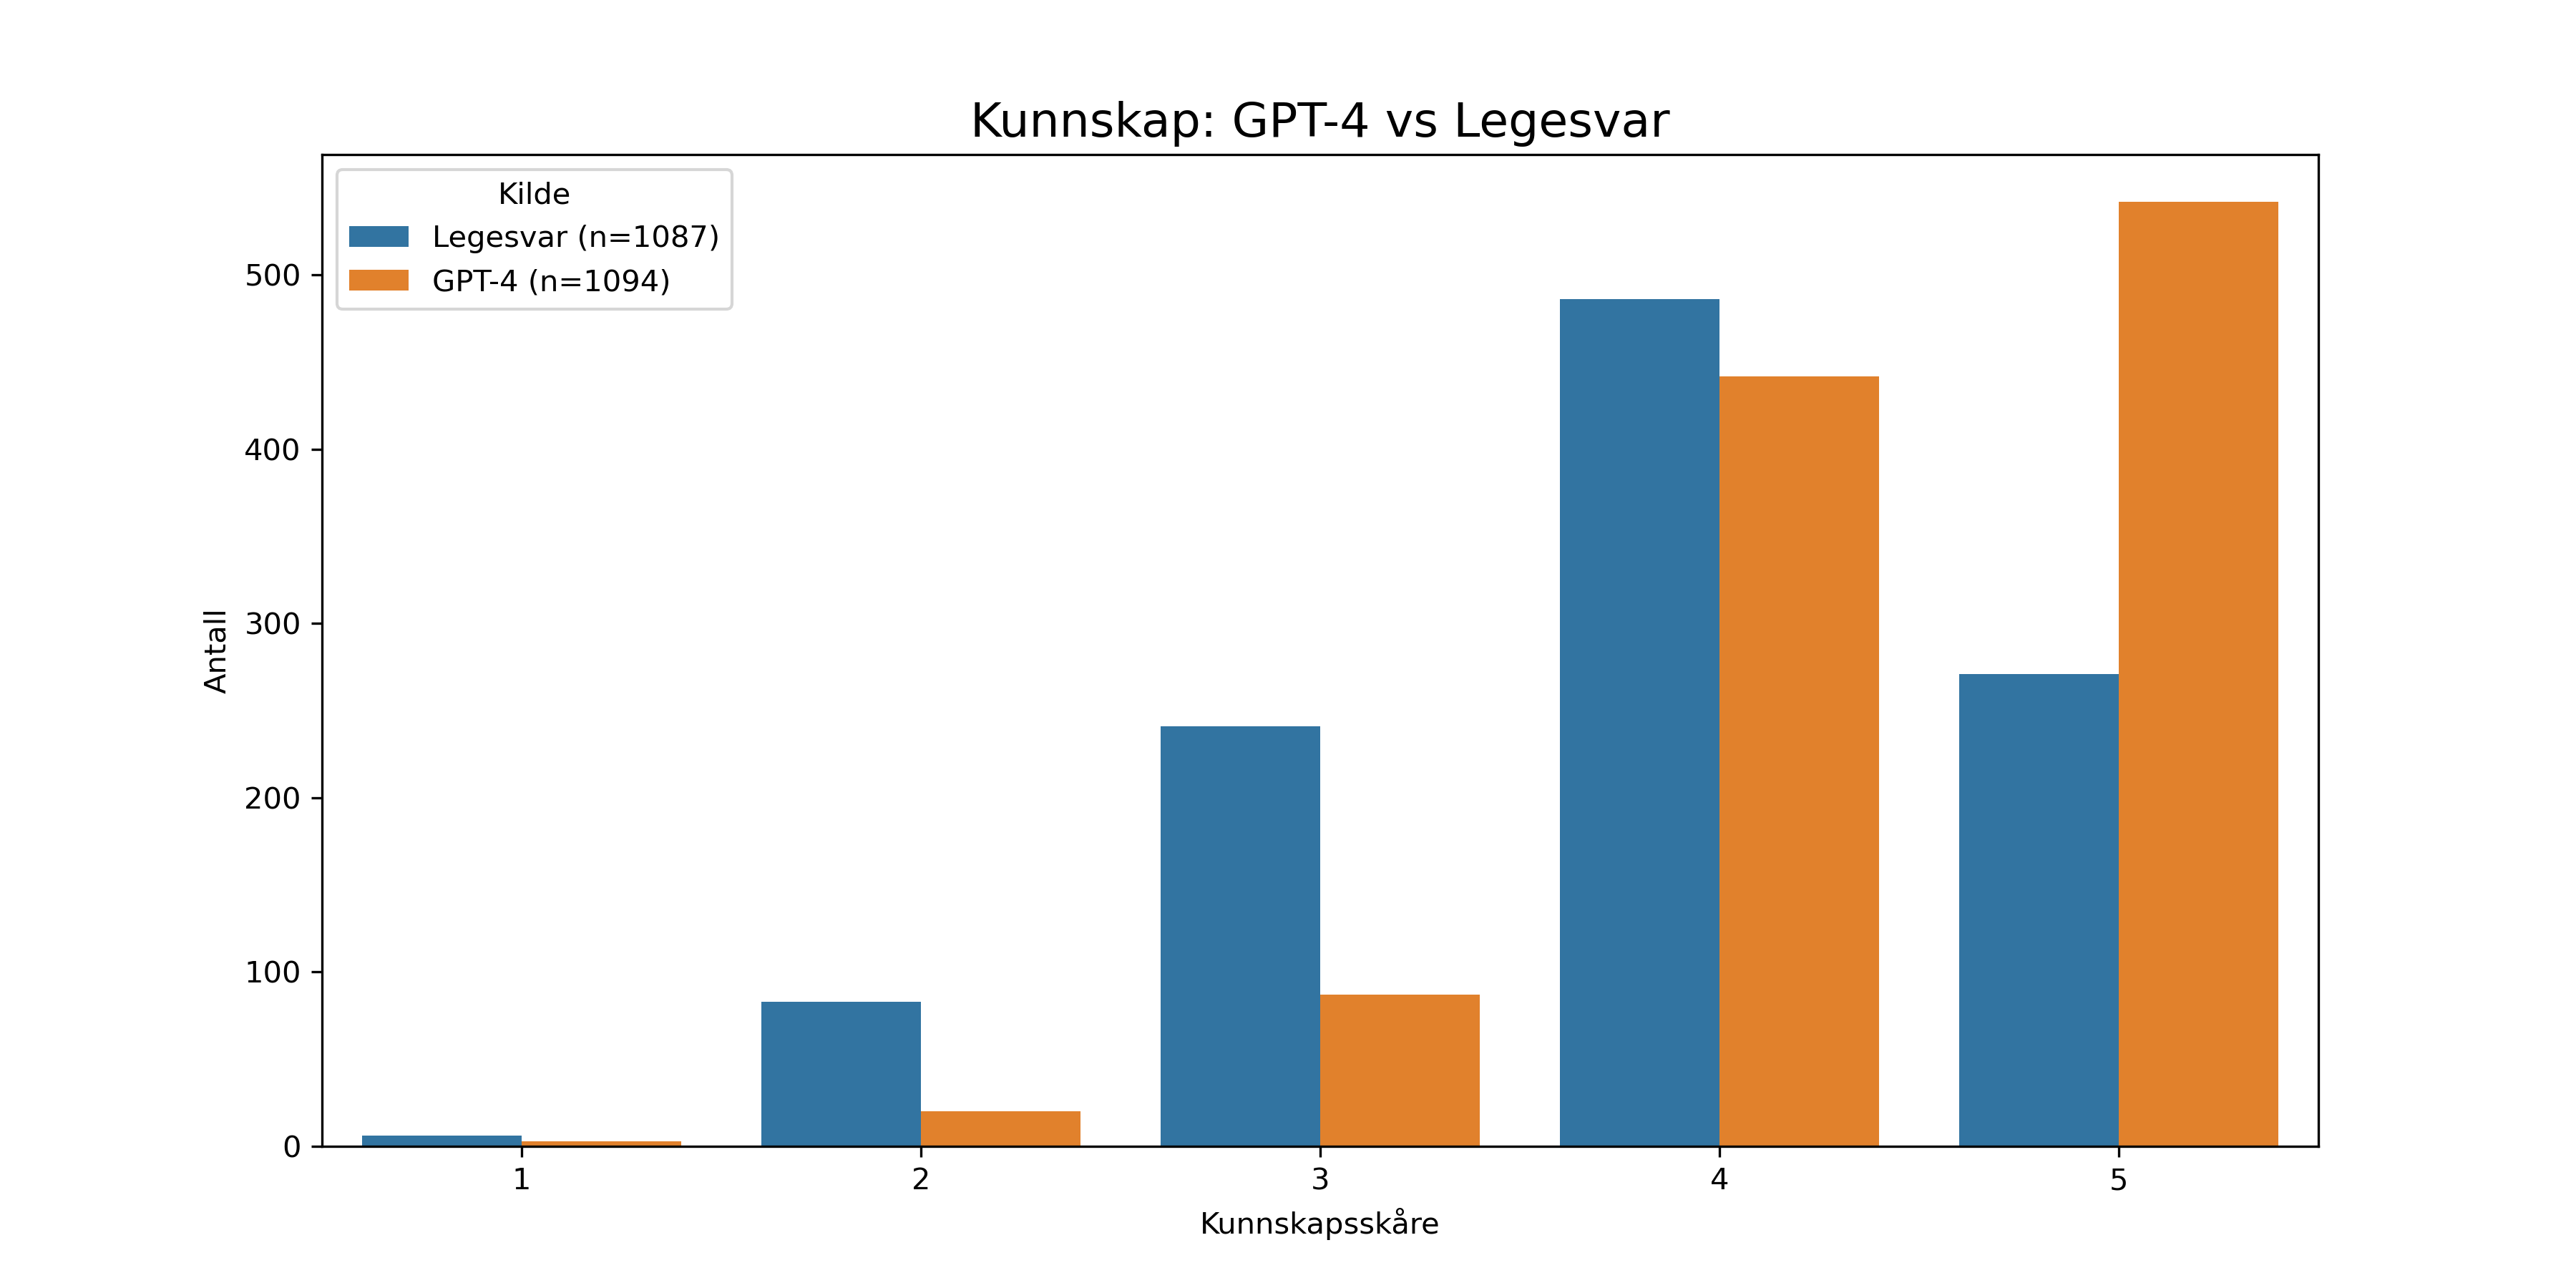 Kunnskap: GPT-4 vs Legesvar
Kilde
Legesvar (n=1087)
GPT-4 (n=1094)
500
400
300
200
100
0
Antall
1
2
3
4
5
Kunnskapsskåre